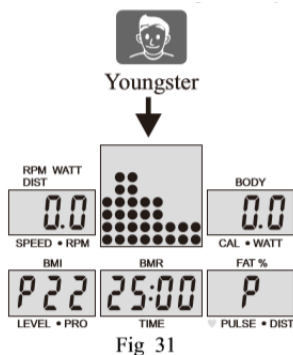 Youngster
RPM WATT
DIST
BODY
0.0
0.0
SPEED • RPM
CAL • WATT
BMI
BMR
FAT %
P22
25:00
P
LEVEL • PRO
TIME
PULSE • DIST
Fig 31